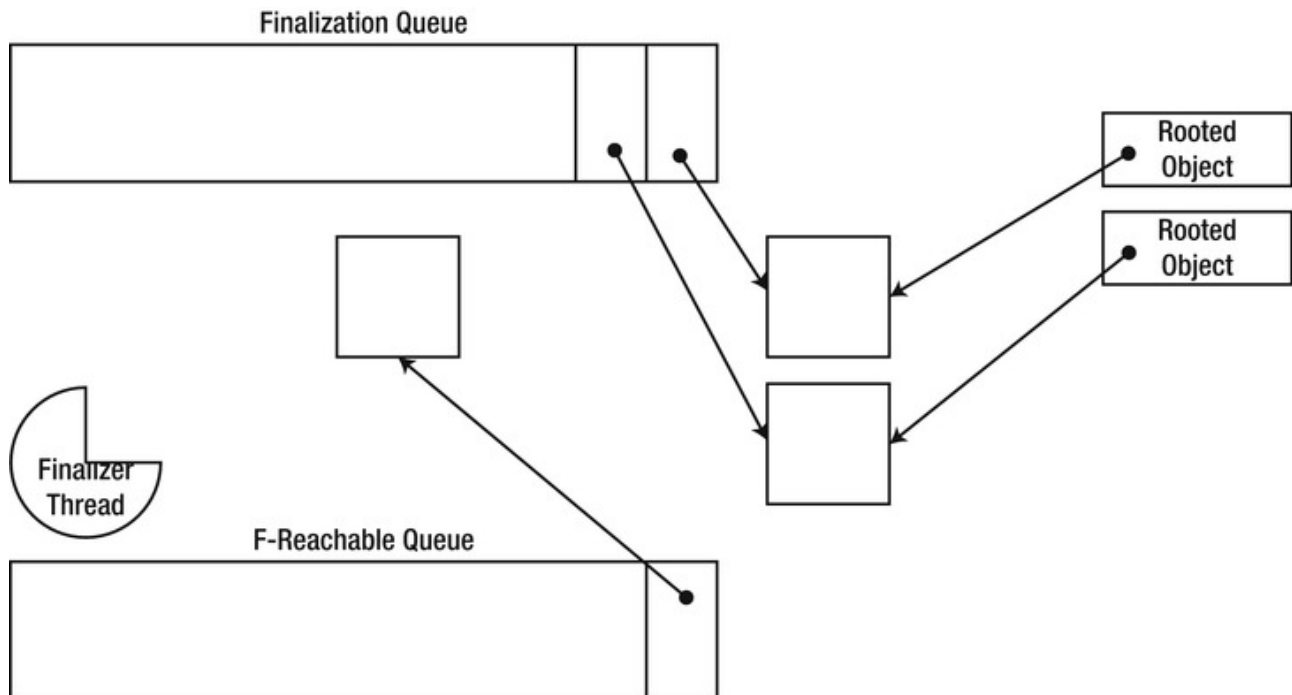 Finalization Queue
Rooted
Object
Rooted
Object
Finalizer
Thread
F-Reachable Queue